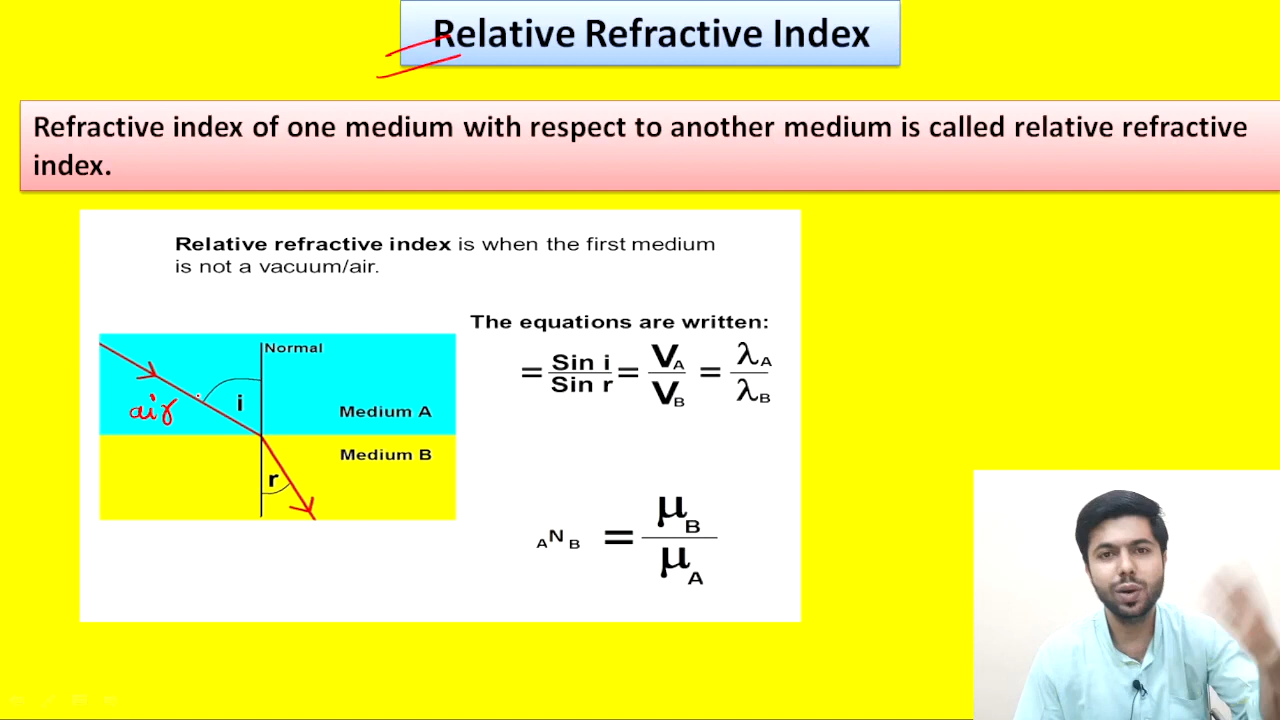 Relative Refractive Index
Refractive index of one medium with respect to another medium is called relative refractive
index.
Relative refractive index is when the first medium
is not a vacuum/air.
The equations are written:
= Sin i / Sin r = V_A / V_B = λ_A / λ_B
Normal
air
i
Medium A
Medium B
r
_A N _B = μ_B / μ_A